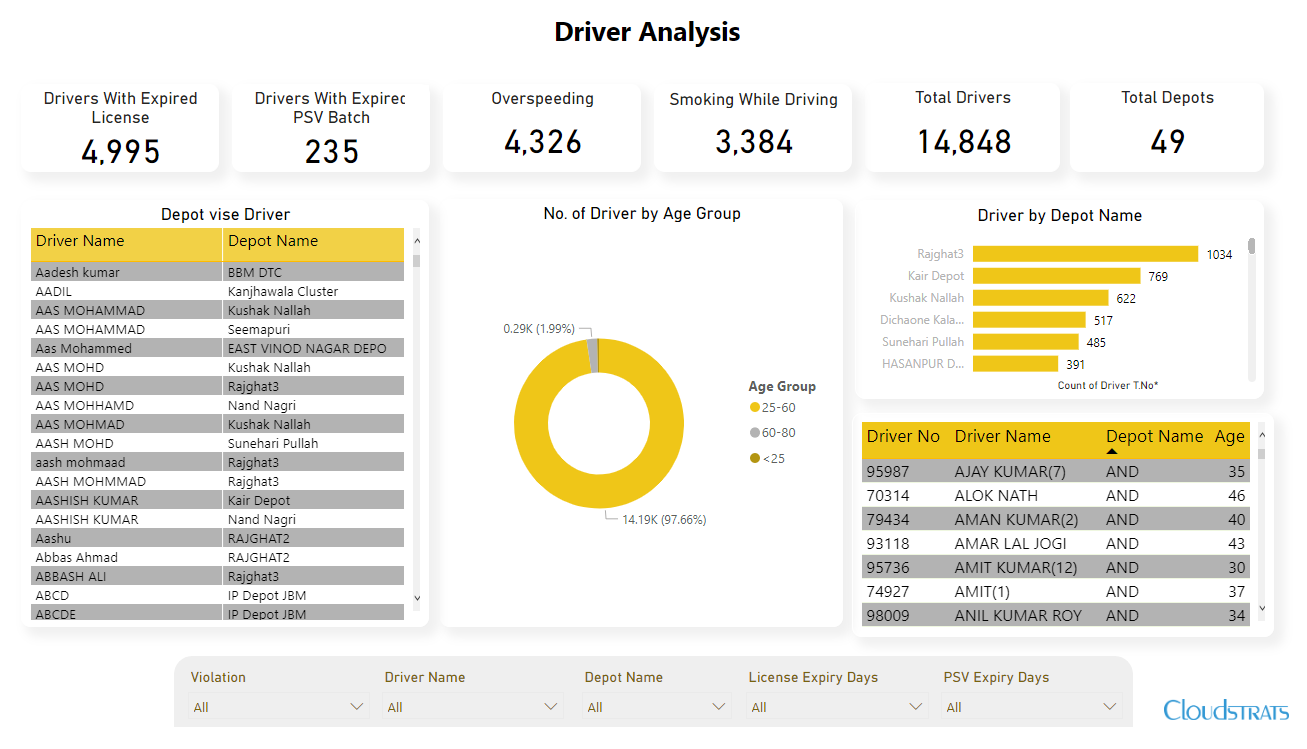 Driver Analysis
Drivers With Expired
License
4,995
Drivers With Expired
PSV Batch
235
Overspeeding
4,326
Smoking While Driving
3,384
Total Drivers
14,848
Total Depots
49
Depot vise Driver
Driver Name Depot Name
Aadesh kumar BBM DTC
AADIL Kanjhawala Cluster
AAS MOHAMMAD Kushak Nallah
AAS MOHAMMAD Seemapuri
Aas Mohammed EAST VINOD NAGAR DEPO
AAS MOHD Kushak Nallah
AAS MOHD Rajghat3
AAS MOHHAMD Nand Nagri
AAS MOHMAD Kushak Nallah
AASH MOHD Sunehari Pullah
aash mohmaad Rajghat3
AASH MOHMMAD Rajghat3
AASHISH KUMAR Kair Depot
AASHISH KUMAR Nand Nagri
Aashu RAJGHAT2
Abbas Ahmad RAJGHAT2
ABBASH ALI Rajghat3
ABCD IP Depot JBM
ABCDE IP Depot JBM
No. of Driver by Age Group
0.29K (1.99%)
14.19K (97.66%)
Age Group
25-60
60-80
<25
Driver by Depot Name
Rajghat3 1034
Kair Depot 769
Kushak Nallah 622
Dichaone Kala... 517
Sunehari Pullah 485
HASANPUR D... 391
Count of Driver T.No*
Driver No Driver Name Depot Name Age
95987 AJAY KUMAR(7) AND 35
70314 ALOK NATH AND 46
79434 AMAN KUMAR(2) AND 40
93118 AMAR LAL JOGI AND 43
95736 AMIT KUMAR(12) AND 30
74927 AMIT(1) AND 37
98009 ANIL KUMAR ROY AND 34
Violation Driver Name Depot Name License Expiry Days PSV Expiry Days
All All All All All
CLOUDSTRATS